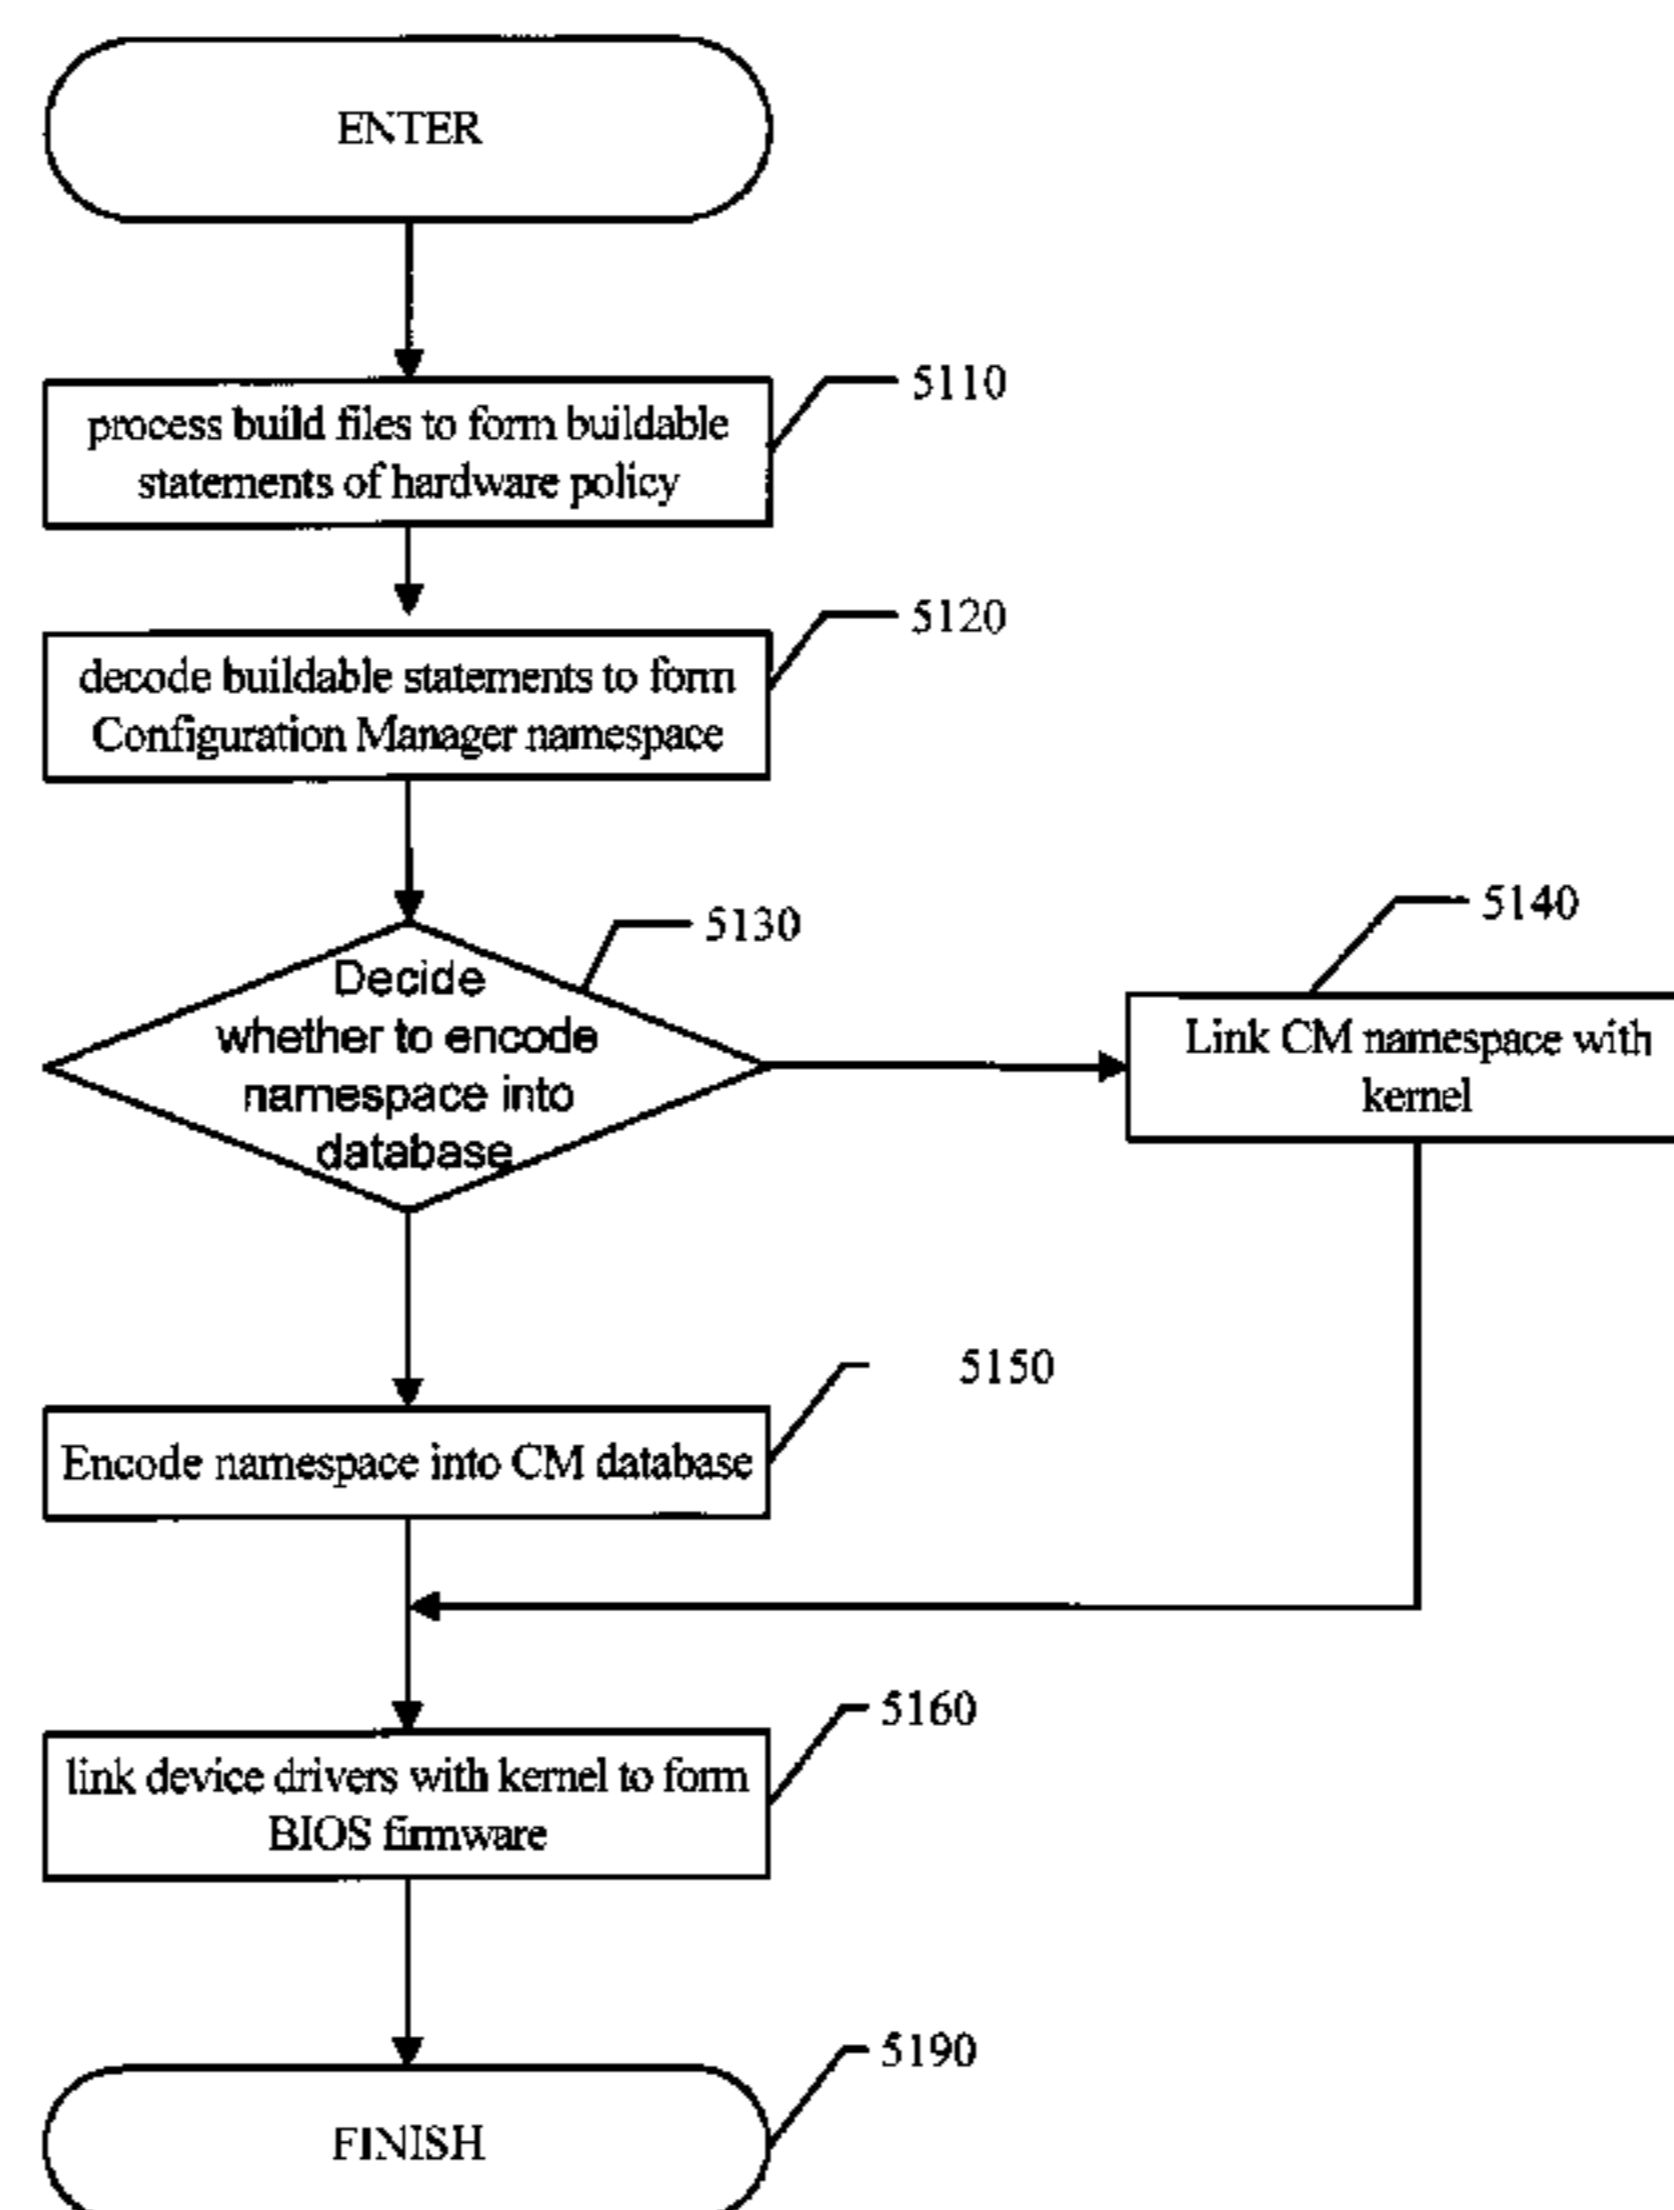 ENTER
5110
process build files to form buildable
statements of hardware policy
5120
decode buildable statements to form
Configuration Manager namespace
5130
Decide
whether to encode
namespace into
database
5140
Link CM namespace with
kernel
5150
Encode namespace into CM database
5160
link device drivers with kernel to form
BIOS firmware
5190
FINISH